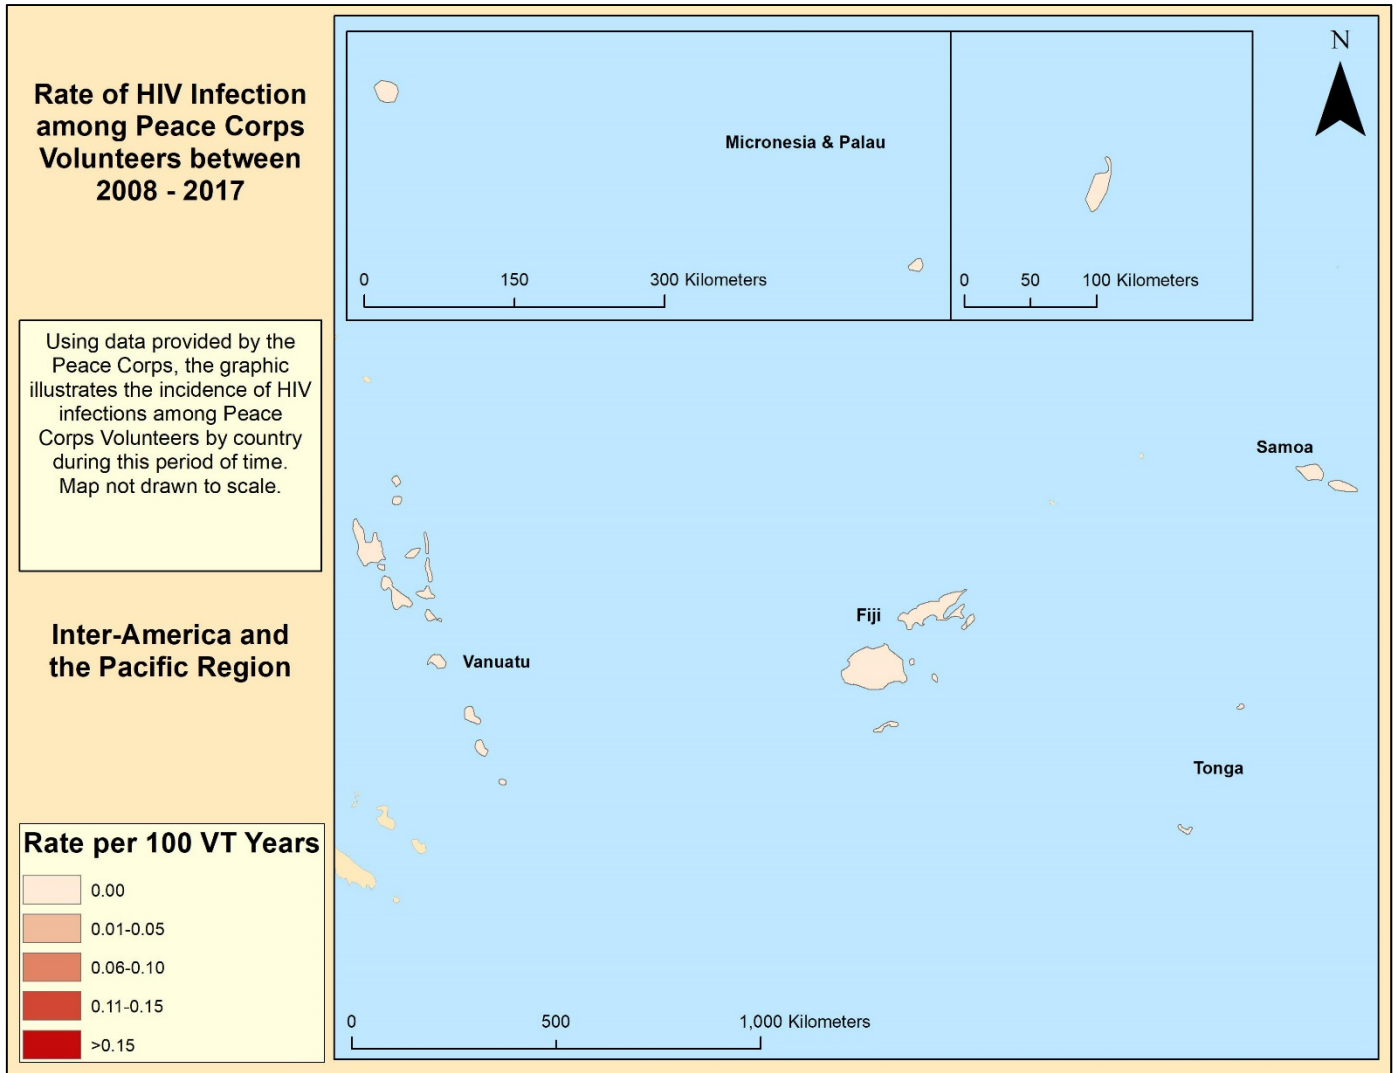 Rate of HIV Infection
among Peace Corps
Volunteers between
2008 - 2017
Using data provided by the
Peace Corps, the graphic
illustrates the incidence of HIV
infections among Peace
Corps Volunteers by country
during this period of time.
Map not drawn to scale.
Inter-America and
the Pacific Region
Rate per 100 VT Years
0.00
0.01-0.05
0.06-0.10
0.11-0.15
>0.15
Micronesia & Palau
0 150 300 Kilometers
0 50 100 Kilometers
N
Samoa
Fiji
Vanuatu
Tonga
0 500 1,000 Kilometers